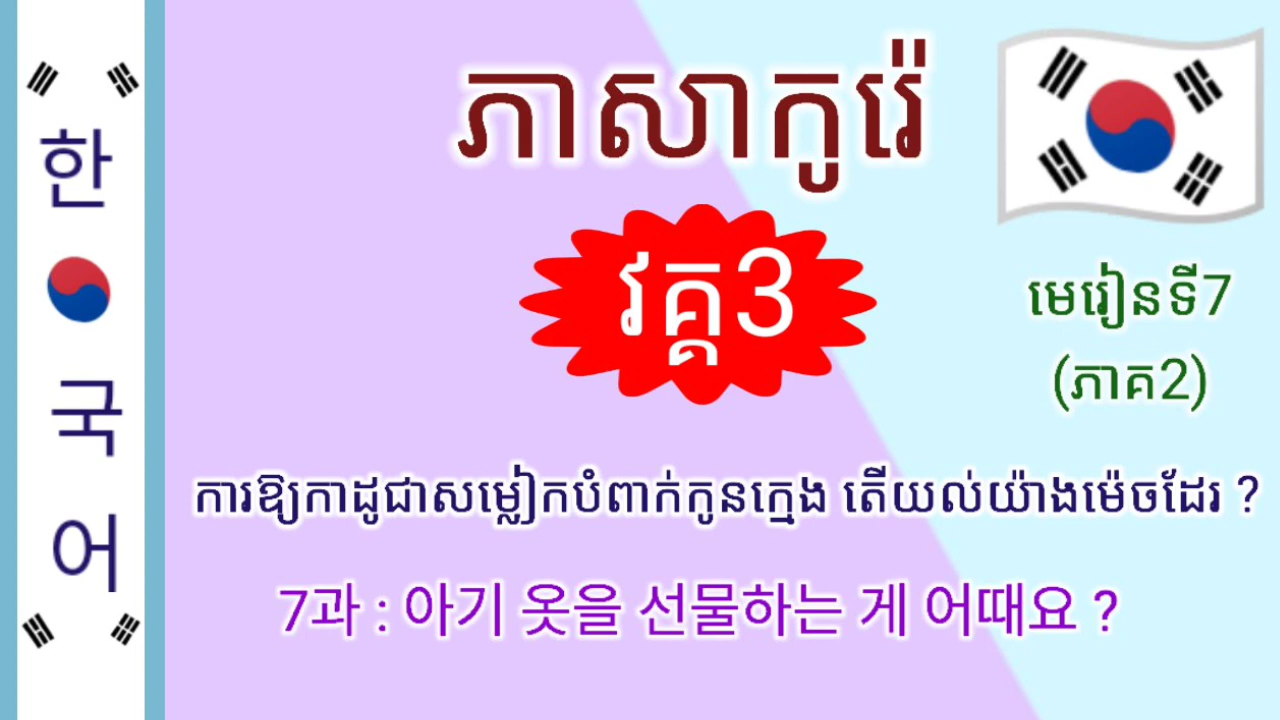 한국어
ភាសាកូរ៉េ
វគ្គ3
មេរៀនទី7
(ភាគ2)
ការឱ្យកាដូជាសម្លៀកបំពាក់កូនក្មេង តើយល់យ៉ាងម៉េចដែរ ?
7과 : 아기 옷을 선물하는 게 어때요 ?